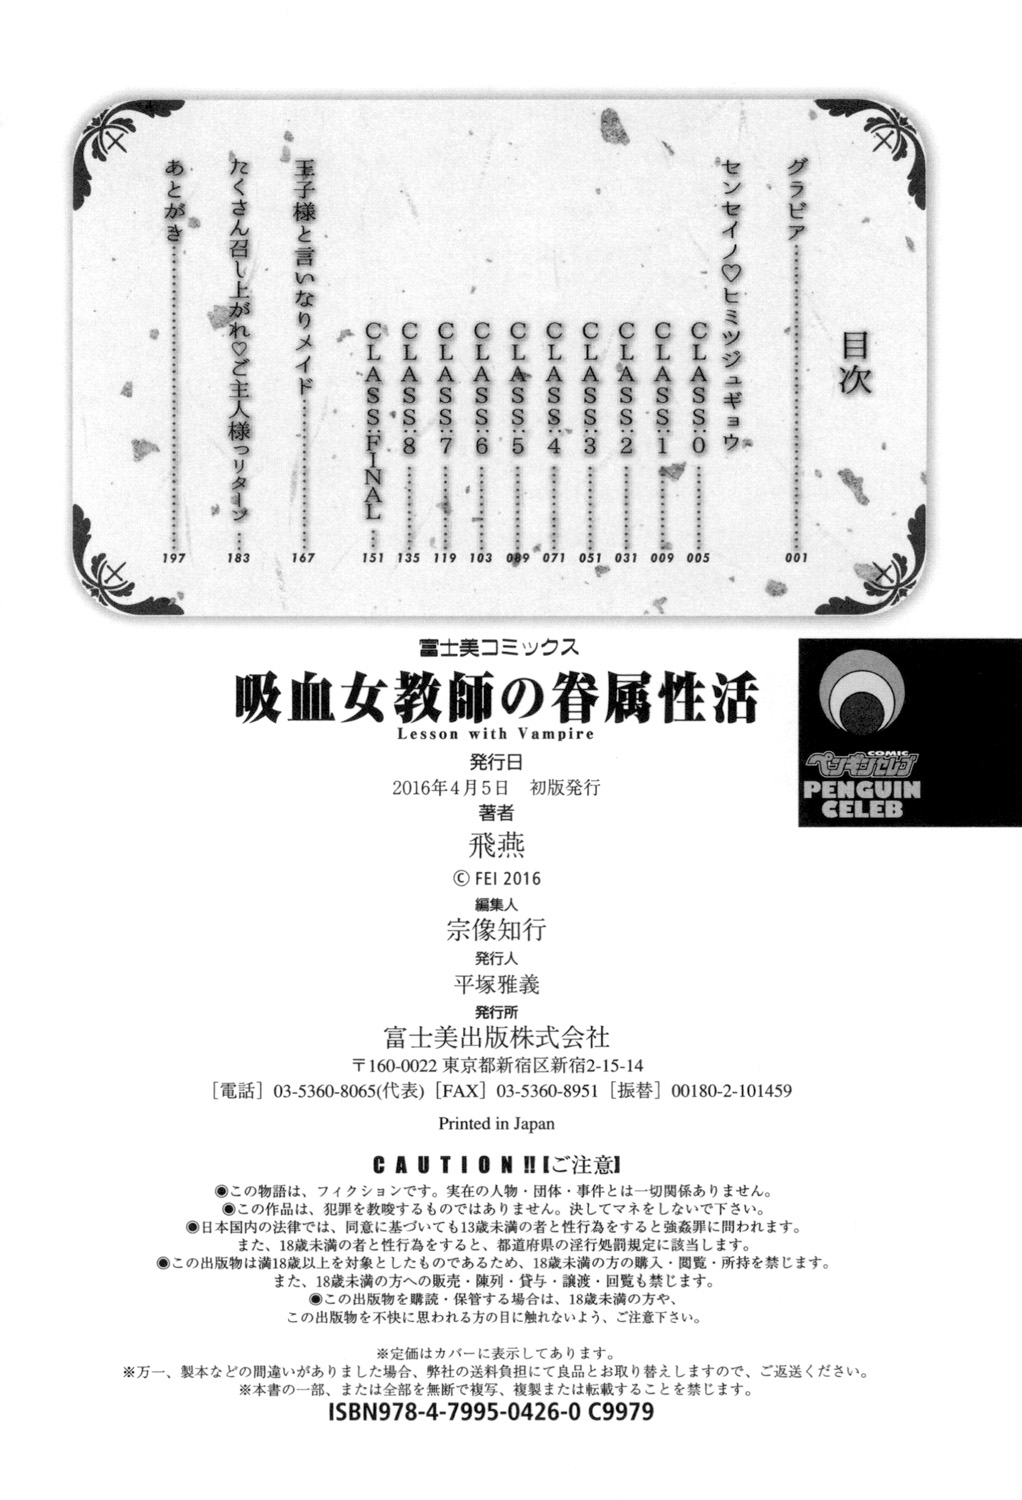 目次
グラビア 001
センセイノ♡ヒミツジュギョウ
CLASS:0 005
CLASS:1 009
CLASS:2 031
CLASS:3 051
CLASS:4 071
CLASS:5 089
CLASS:6 103
CLASS:7 119
CLASS:8 135
CLASS:FINAL 151
王子様と言いなりメイド 167
たくさん召し上がれ♡ご主人様っリターン 183
あとがき 197
富士美コミックス
吸血女教師の眷属性活
Lesson with Vampire
COMIC
ペンギンセレブ
PENGUIN
CELEB
発行日
2016年4月5日 初版発行
著者
飛燕
© FEI 2016
編集人
宗像知行
発行人
平塚雅義
発行所
富士美出版株式会社
〒160-0022 東京都新宿区新宿2-15-14
[電話] 03-5360-8065(代表) [FAX] 03-5360-8951 [振替] 00180-2-101459
Printed in Japan
CAUTION!![ご注意]
◉この物語は、フィクションです。実在の人物・団体・事件とは一切関係ありません。
◉この作品は、犯罪を教唆するものではありません。決してマネをしないで下さい。
◉日本国内の法律では、同意に基づいても13歳未満の者と性行為をすると強姦罪に問われます。
また、18歳未満の者と性行為をすると、都道府県の淫行処罰規定に該当します。
◉この出版物は満18歳以上を対象としたものであるため、18歳未満の方の購入・閲覧・所持を禁じます。
また、18歳未満の方への販売・陳列・貸与・譲渡・回覧も禁じます。
◉この出版物を購読・保管する場合は、18歳未満の方や、
この出版物を不快に思われる方の目に触れないよう、ご注意下さい。
※定価はカバーに表示してあります。
※万一、製本などの間違いがありました場合、弊社の送料負担にて良品とお取り替えしますので、ご返送ください。
※本書の一部、または全部を無断で複写、複製または転載することを禁じます。
ISBN978-4-7995-0426-0 C9979